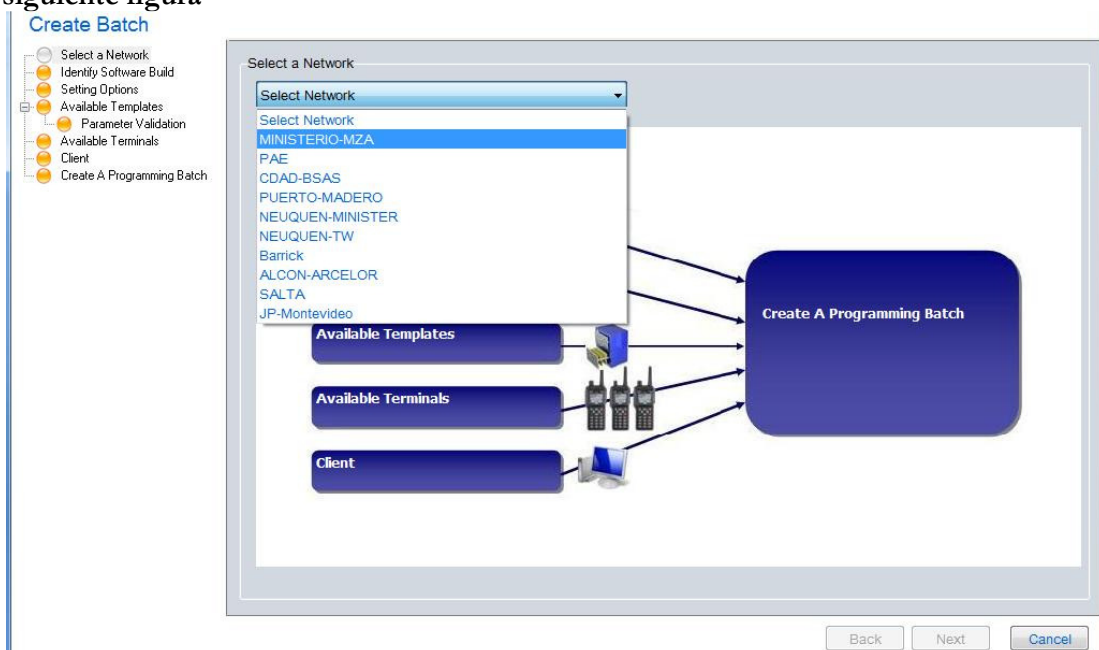 siguiente figura
Create Batch
Select a Network
Identify Software Build
Setting Options
Available Templates
Parameter Validation
Available Terminals
Client
Create A Programming Batch
Select a Network
Select Network
Select Network
MINISTERIO-MZA
PAE
CDAD-BSAS
PUERTO-MADERO
NEUQUEN-MINISTER
NEUQUEN-TW
Barrick
ALCON-ARCELOR
SALTA
JP-Montevideo
Available Templates
Available Terminals
Client
Create A Programming Batch
Back
Next
Cancel